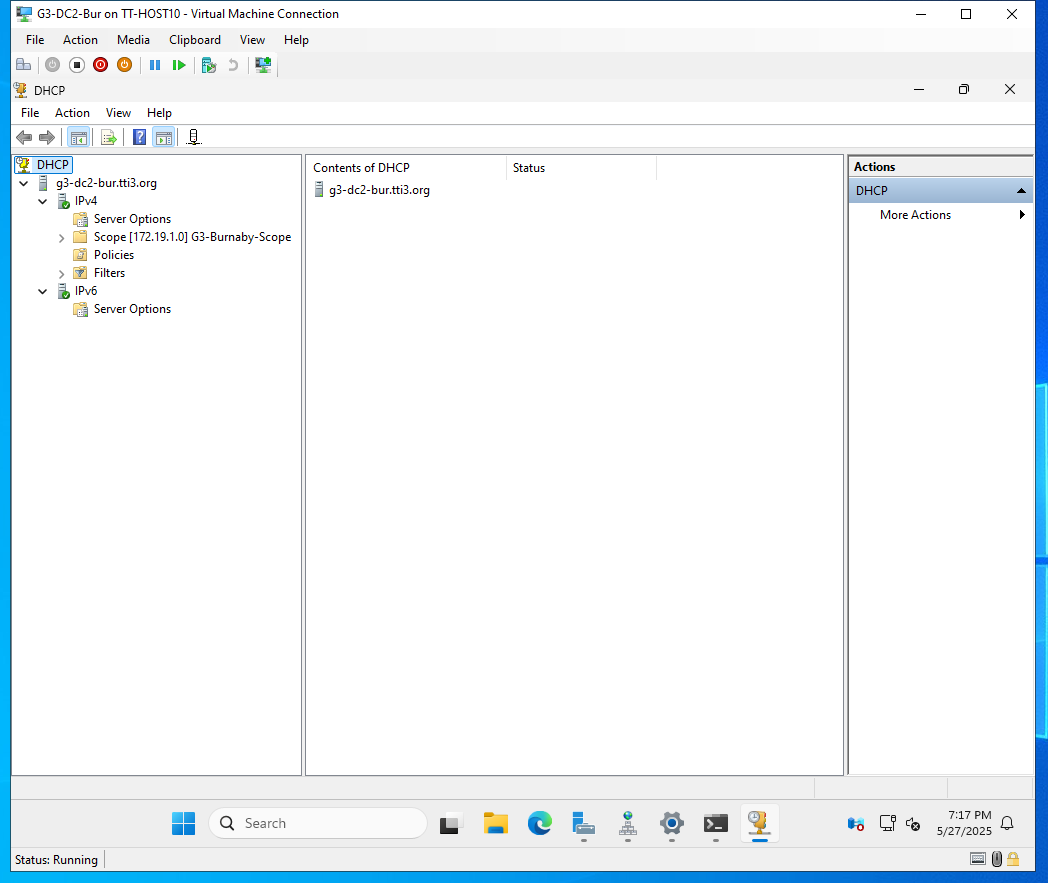 G3-DC2-Bur on TT-HOST10 - Virtual Machine Connection
File Action Media Clipboard View Help
DHCP
File Action View Help
DHCP
g3-dc2-bur.tti3.org
IPv4
Server Options
Scope [172.19.1.0] G3-Burnaby-Scope
Policies
Filters
IPv6
Server Options
Contents of DHCP Status
g3-dc2-bur.tti3.org
Actions
DHCP
More Actions
Search
7:17 PM
5/27/2025
Status: Running